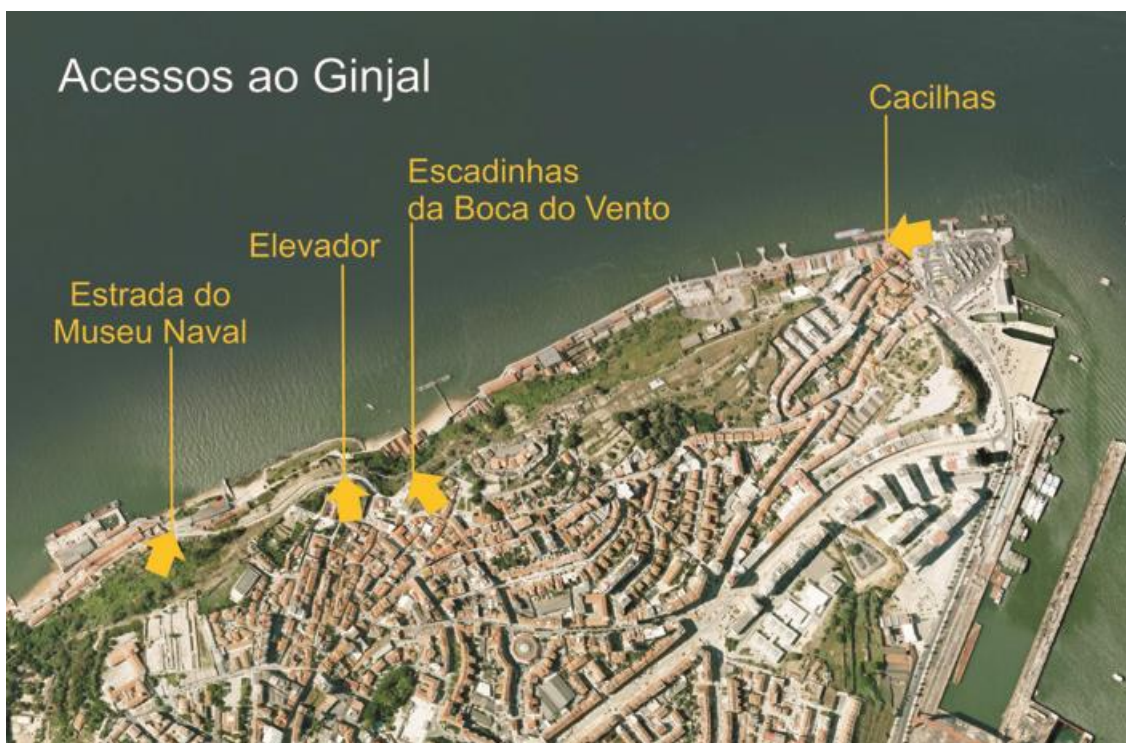 Acessos ao Ginjal
Cacilhas
Escadinhas
da Boca do Vento
Elevador
Estrada do
Museu Naval